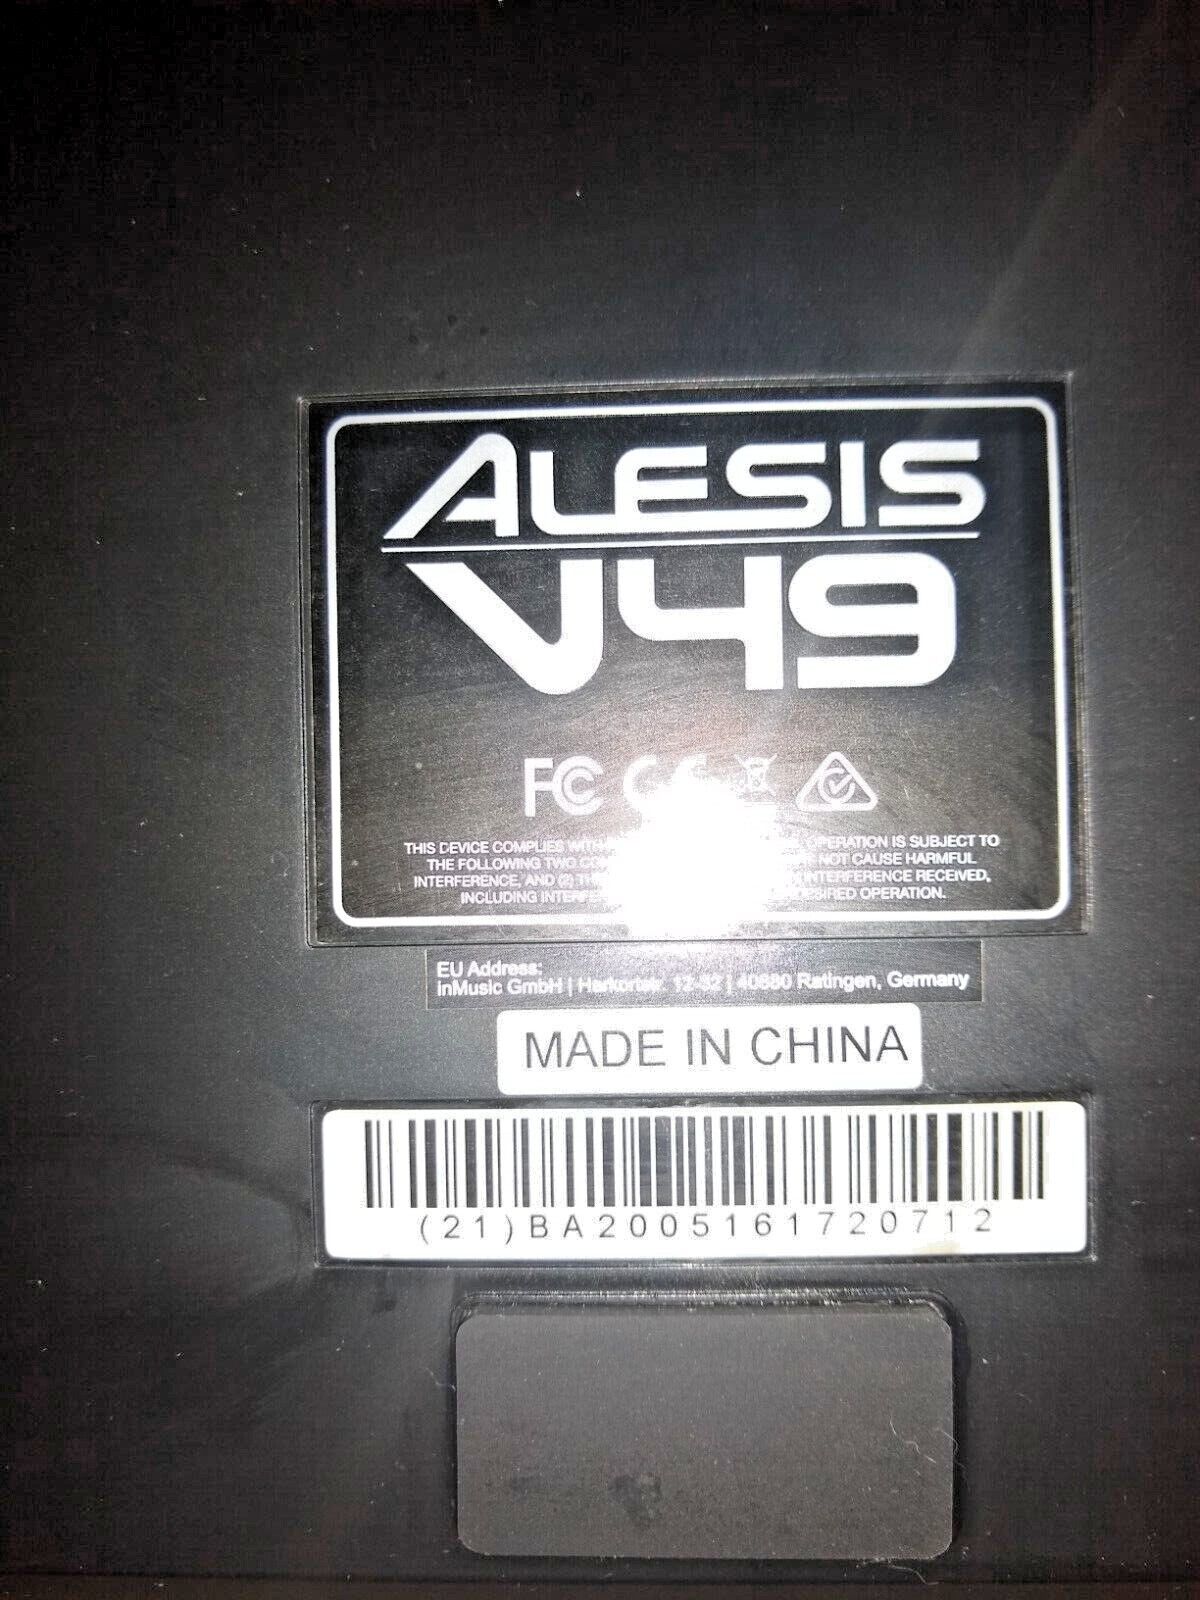 ALESIS
V49
FC CE
THIS DEVICE COMPLIES WITH OPERATION IS SUBJECT TO
THE FOLLOWING TWO NOT CAUSE HARMFUL
INTERFERENCE, AND (2) INTERFERENCE RECEIVED,
INCLUDING OPERATION.
EU Address:
inMusic GmbH | Harkortstr. 12-32 | 40880 Ratingen, Germany
MADE IN CHINA
(21)BA2005161720712